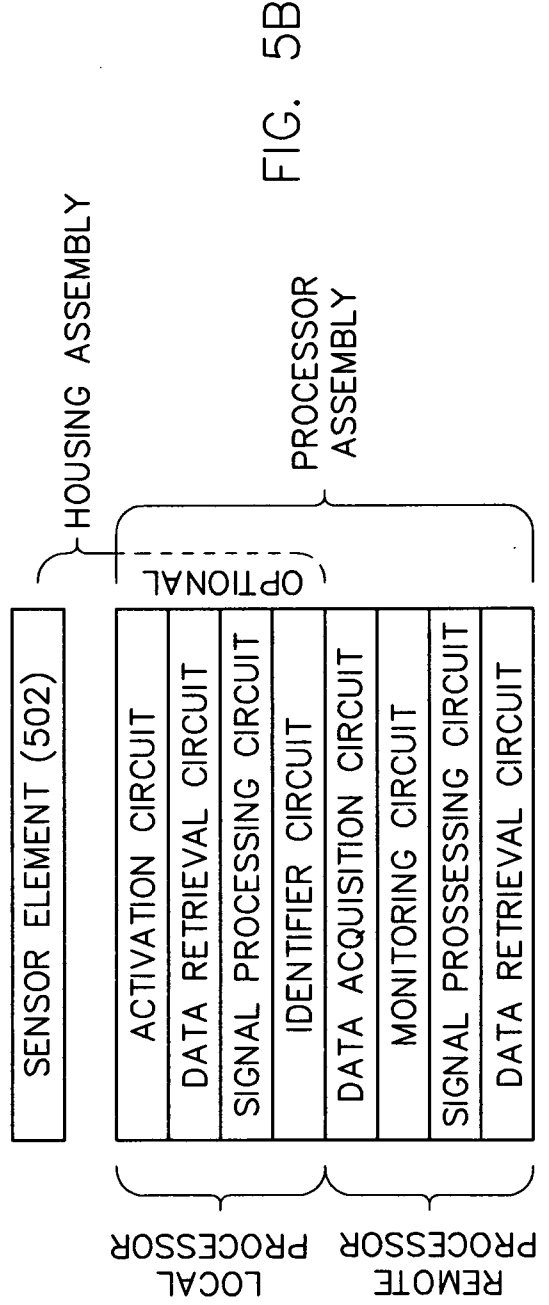 SENSOR ELEMENT (502)
HOUSING ASSEMBLY
ACTIVATION CIRCUIT
DATA RETRIEVAL CIRCUIT
SIGNAL PROCESSING CIRCUIT
IDENTIFIER CIRCUIT
DATA ACQUISITION CIRCUIT
MONITORING CIRCUIT
SIGNAL PROSSESSING CIRCUIT
DATA RETRIEVAL CIRCUIT
OPTIONAL
LOCAL
PROCESSOR
REMOTE
PROCESSOR
PROCESSOR
ASSEMBLY
FIG. 5B